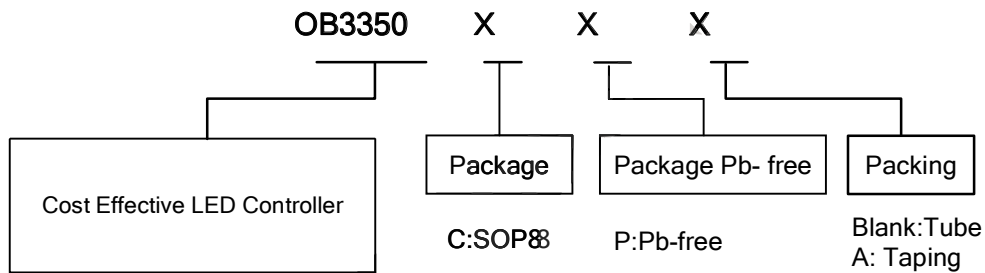 OB3350 X X X
Package
Package Pb- free
Packing
Cost Effective LED Controller
C:SOP8
P:Pb-free
Blank:Tube
A: Taping